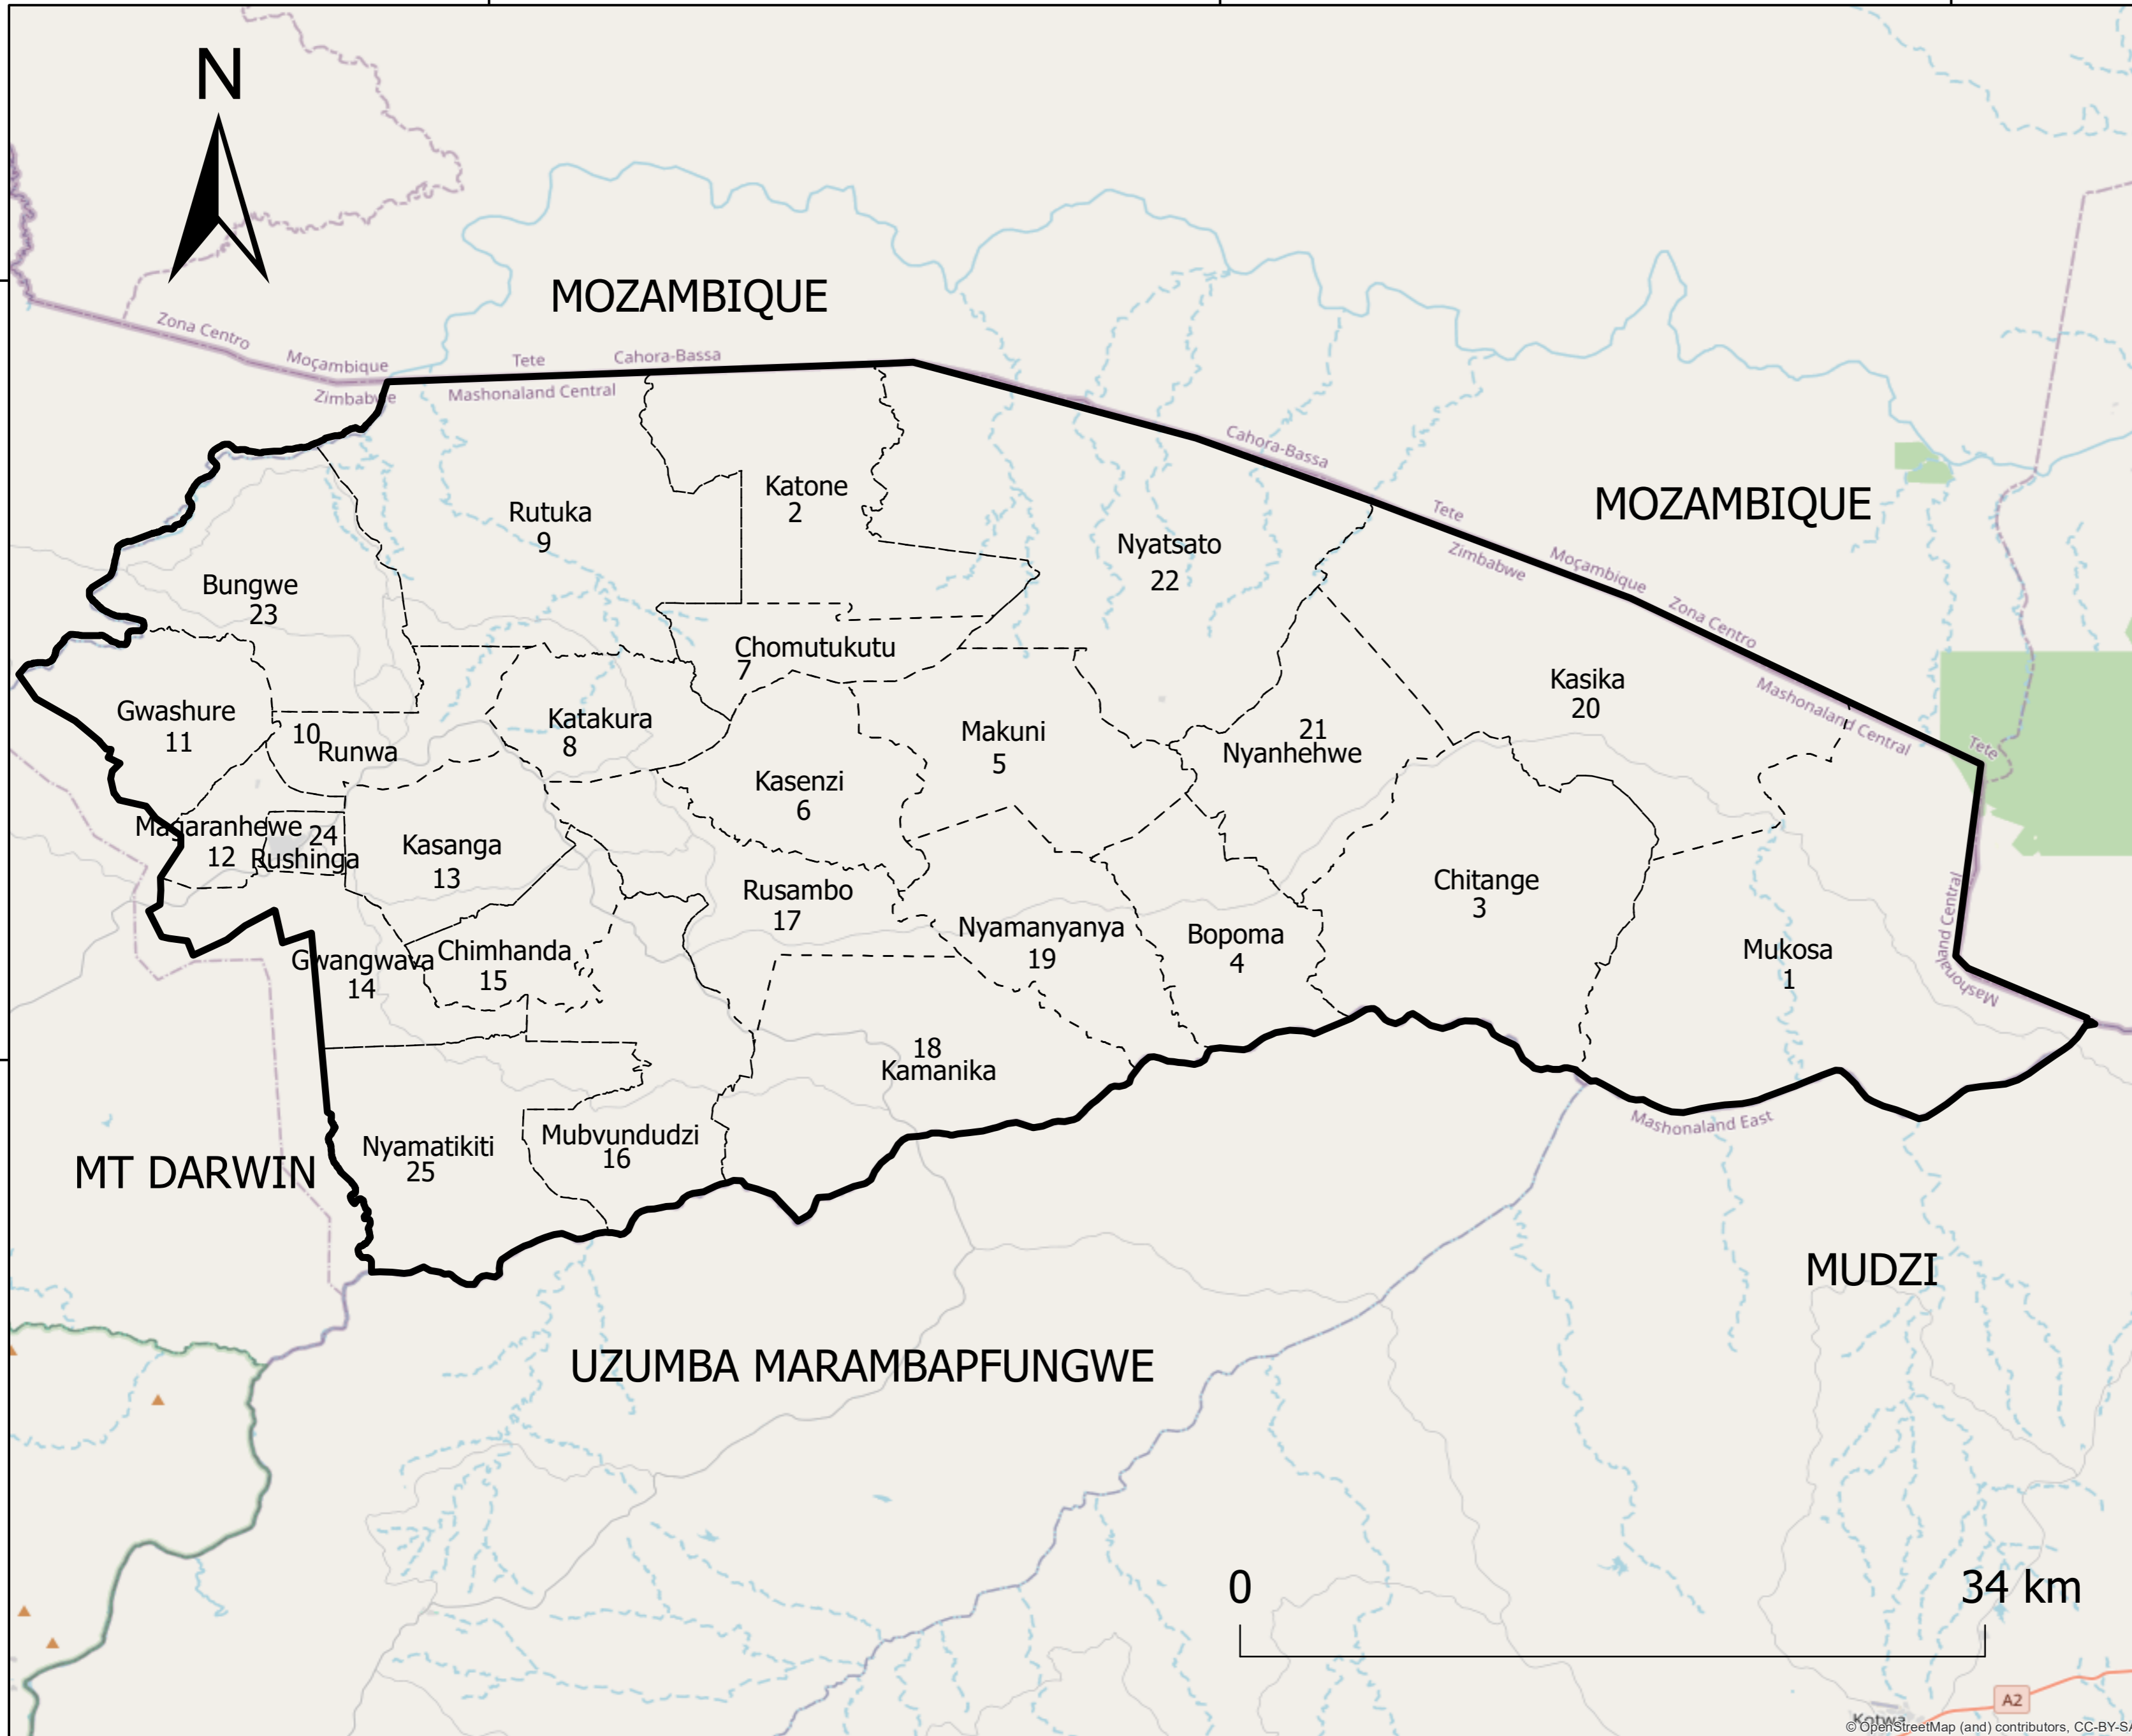 N
MOZAMBIQUE
Zona Centro
Moçambique
Zimbabwe
Tete
Cahora-Bassa
Mashonaland Central
Cahora-Bassa
Tete
Zimbabwe
Moçambique
Zona Centro
MOZAMBIQUE
Mashonaland Central
Tete
Katone
2
Rutuka
9
Nyatsato
22
Bungwe
23
Chomutukutu
7
Kasika
20
Gwashure
11
10
Runwa
Katakura
8
Makuni
5
21
Nyanhehwe
Kasenzi
6
Magaranhewe
12
24
Rushinga
Kasanga
13
Rusambo
17
Chitange
3
Nyamanyanya
19
Bopoma
4
Mukosa
1
Mashonaland Central
Gwangwava
14
Chimhanda
15
18
Kamanika
Nyamatikiti
25
Mubvundudzi
16
Mashonaland East
MT DARWIN
MUDZI
UZUMBA MARAMBAPFUNGWE
0
34 km
A2
Kotwa
© OpenStreetMap (and) contributors, CC-BY-SA